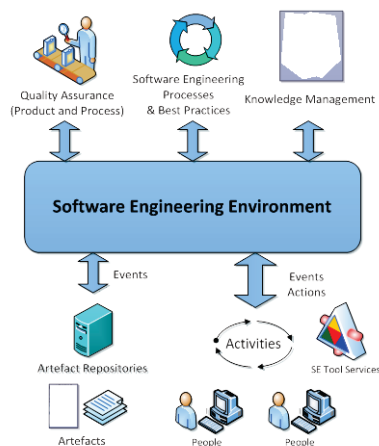 Quality Assurance
(Product and Process)
Software Engineering
Processes
& Best Practices
Knowledge Management
Software Engineering Environment
Events
Events
Actions
Artefact Repositories
Activities
SE Tool Services
Artefacts
People
People